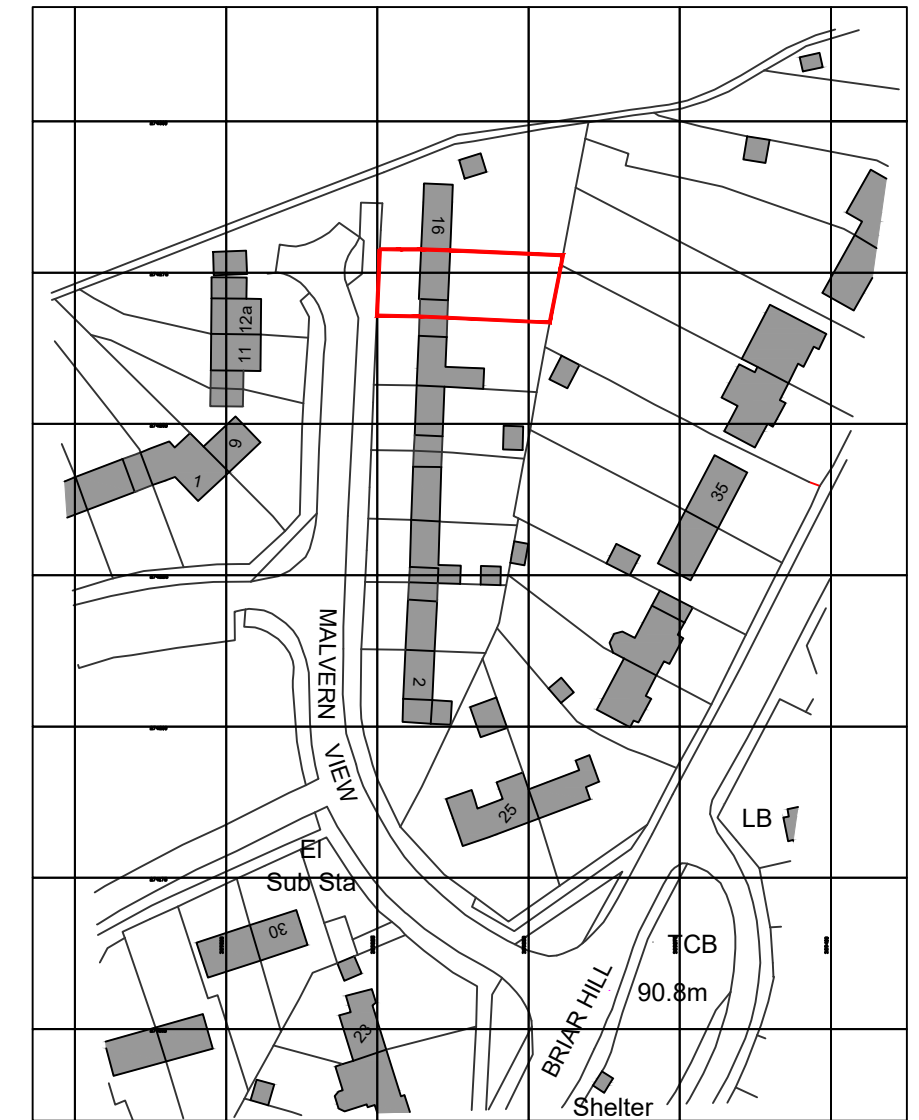 16
12a
11
9
1
35
MALVERN
VIEW
2
25
LB
El
Sub Sta
30
TCB
90.8m
23
BRIAR HILL
Shelter